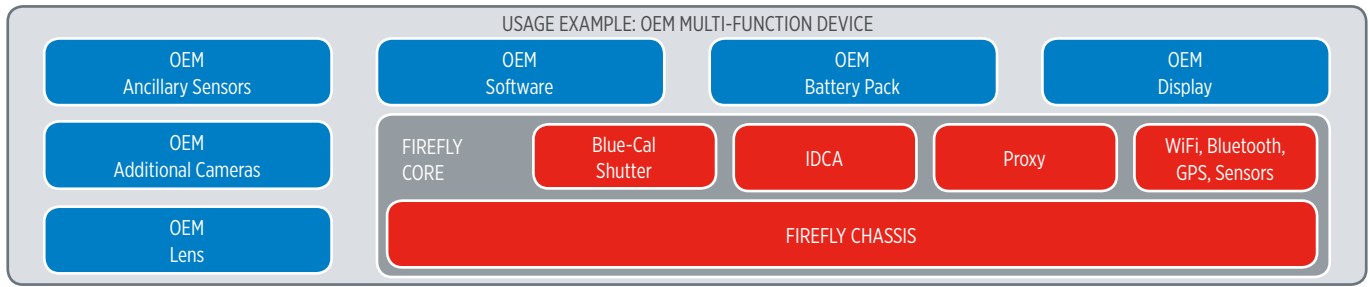 USAGE EXAMPLE: OEM MULTI-FUNCTION DEVICE
OEM
Ancillary Sensors
OEM
Software
OEM
Battery Pack
OEM
Display
OEM
Additional Cameras
OEM
Lens
FIREFLY
CORE
Blue-Cal
Shutter
IDCA
Proxy
WiFi, Bluetooth,
GPS, Sensors
FIREFLY CHASSIS